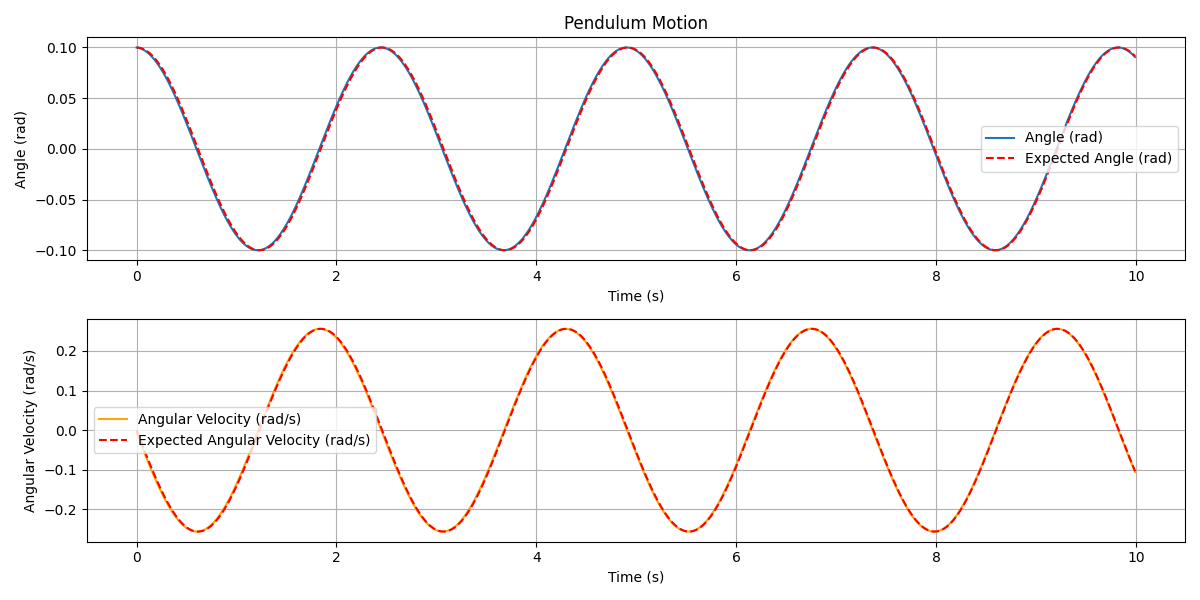 Pendulum Motion
0.10
0.05
0.00
−0.05
−0.10
Angle (rad)
Angle (rad)
Expected Angle (rad)
0 2 4 6 8 10
Time (s)
0.2
0.1
0.0
−0.1
−0.2
Angular Velocity (rad/s)
Angular Velocity (rad/s)
Expected Angular Velocity (rad/s)
0 2 4 6 8 10
Time (s)